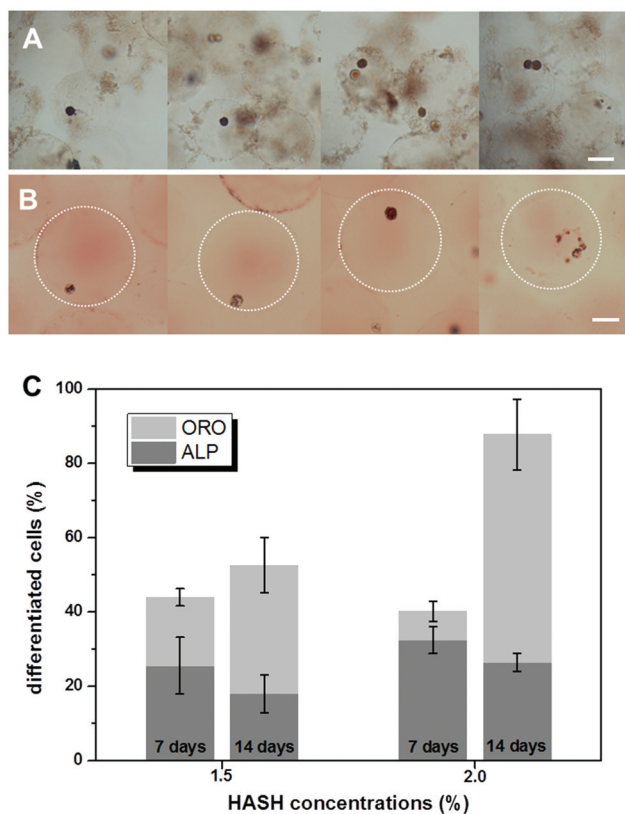 A
B
C
100
80
60
40
20
0
ORO
ALP
differentiated cells (%)
7 days
14 days
7 days
14 days
1.5
2.0
HASH concentrations (%)